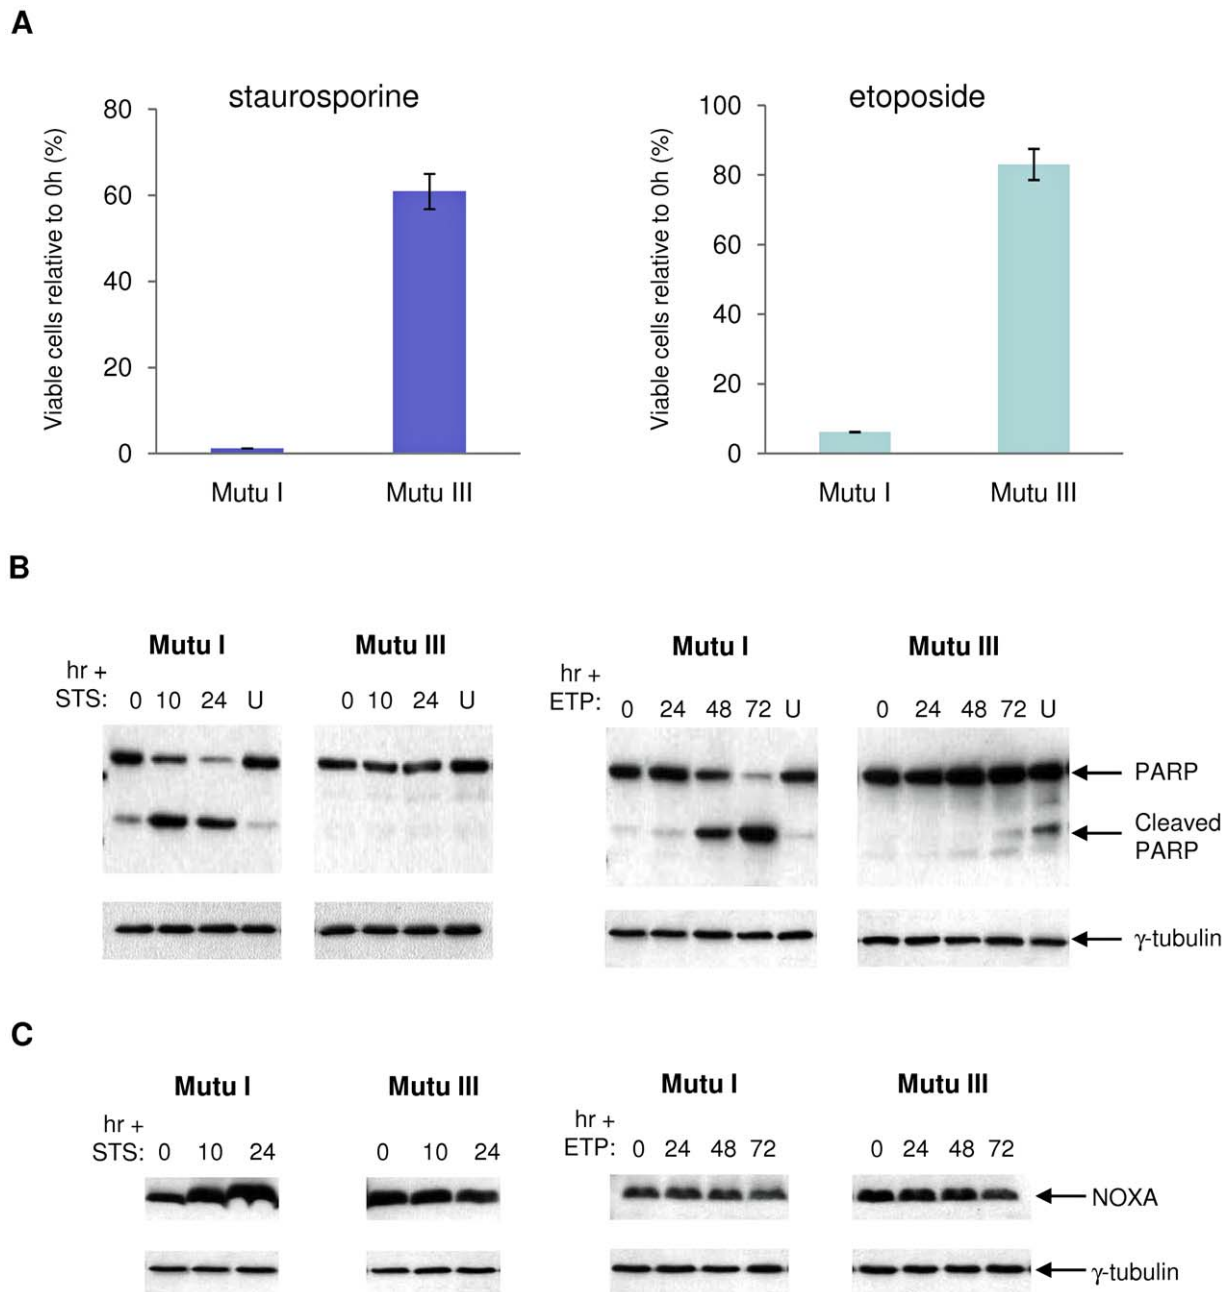 A
staurosporine
Viable cells relative to 0h (%)
80
60
40
20
0
Mutu I Mutu III
etoposide
Viable cells relative to 0h (%)
100
80
60
40
20
0
Mutu I Mutu III
B
Mutu I Mutu III
hr +
STS: 0 10 24 U 0 10 24 U
Mutu I Mutu III
hr +
ETP: 0 24 48 72 U 0 24 48 72 U
PARP
Cleaved
PARP
γ-tubulin
C
Mutu I Mutu III
hr +
STS: 0 10 24 0 10 24
Mutu I Mutu III
hr +
ETP: 0 24 48 72 0 24 48 72
NOXA
γ-tubulin